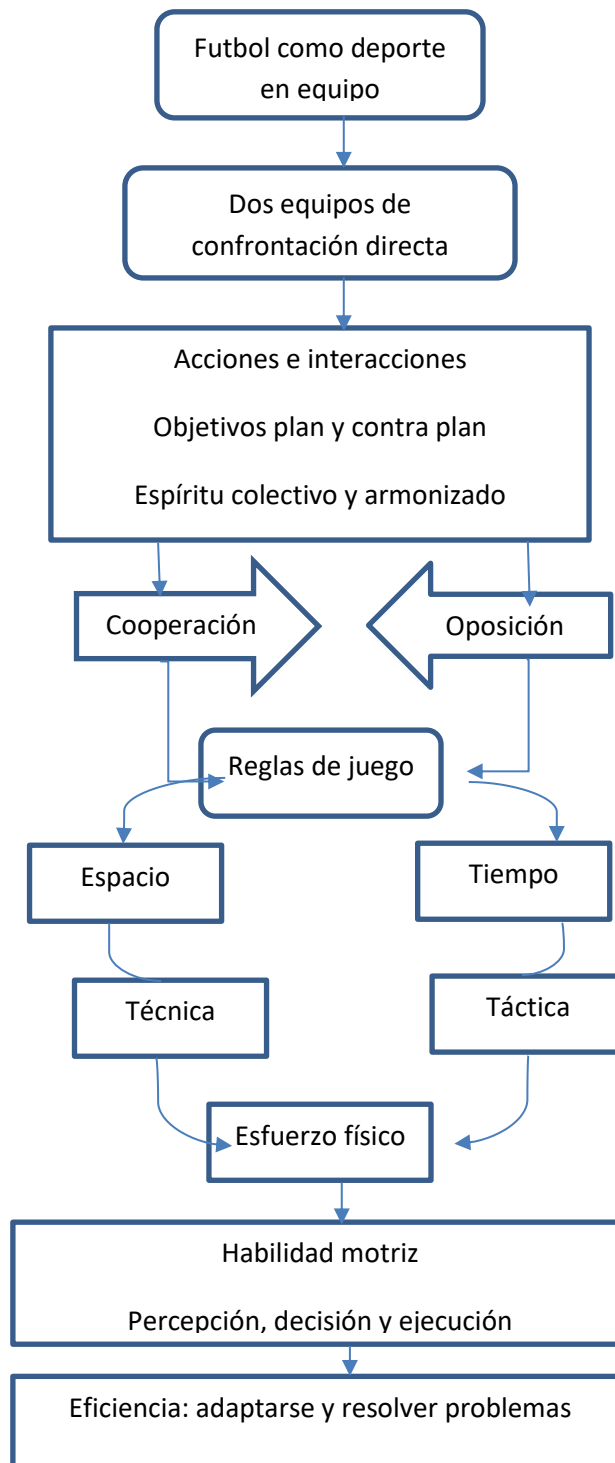 Futbol como deporte
en equipo
Dos equipos de
confrontación directa
Acciones e interacciones
Objetivos plan y contra plan
Espíritu colectivo y armonizado
Cooperación
Oposición
Reglas de juego
Espacio
Tiempo
Técnica
Táctica
Esfuerzo físico
Habilidad motriz
Percepción, decisión y ejecución
Eficiencia: adaptarse y resolver problemas